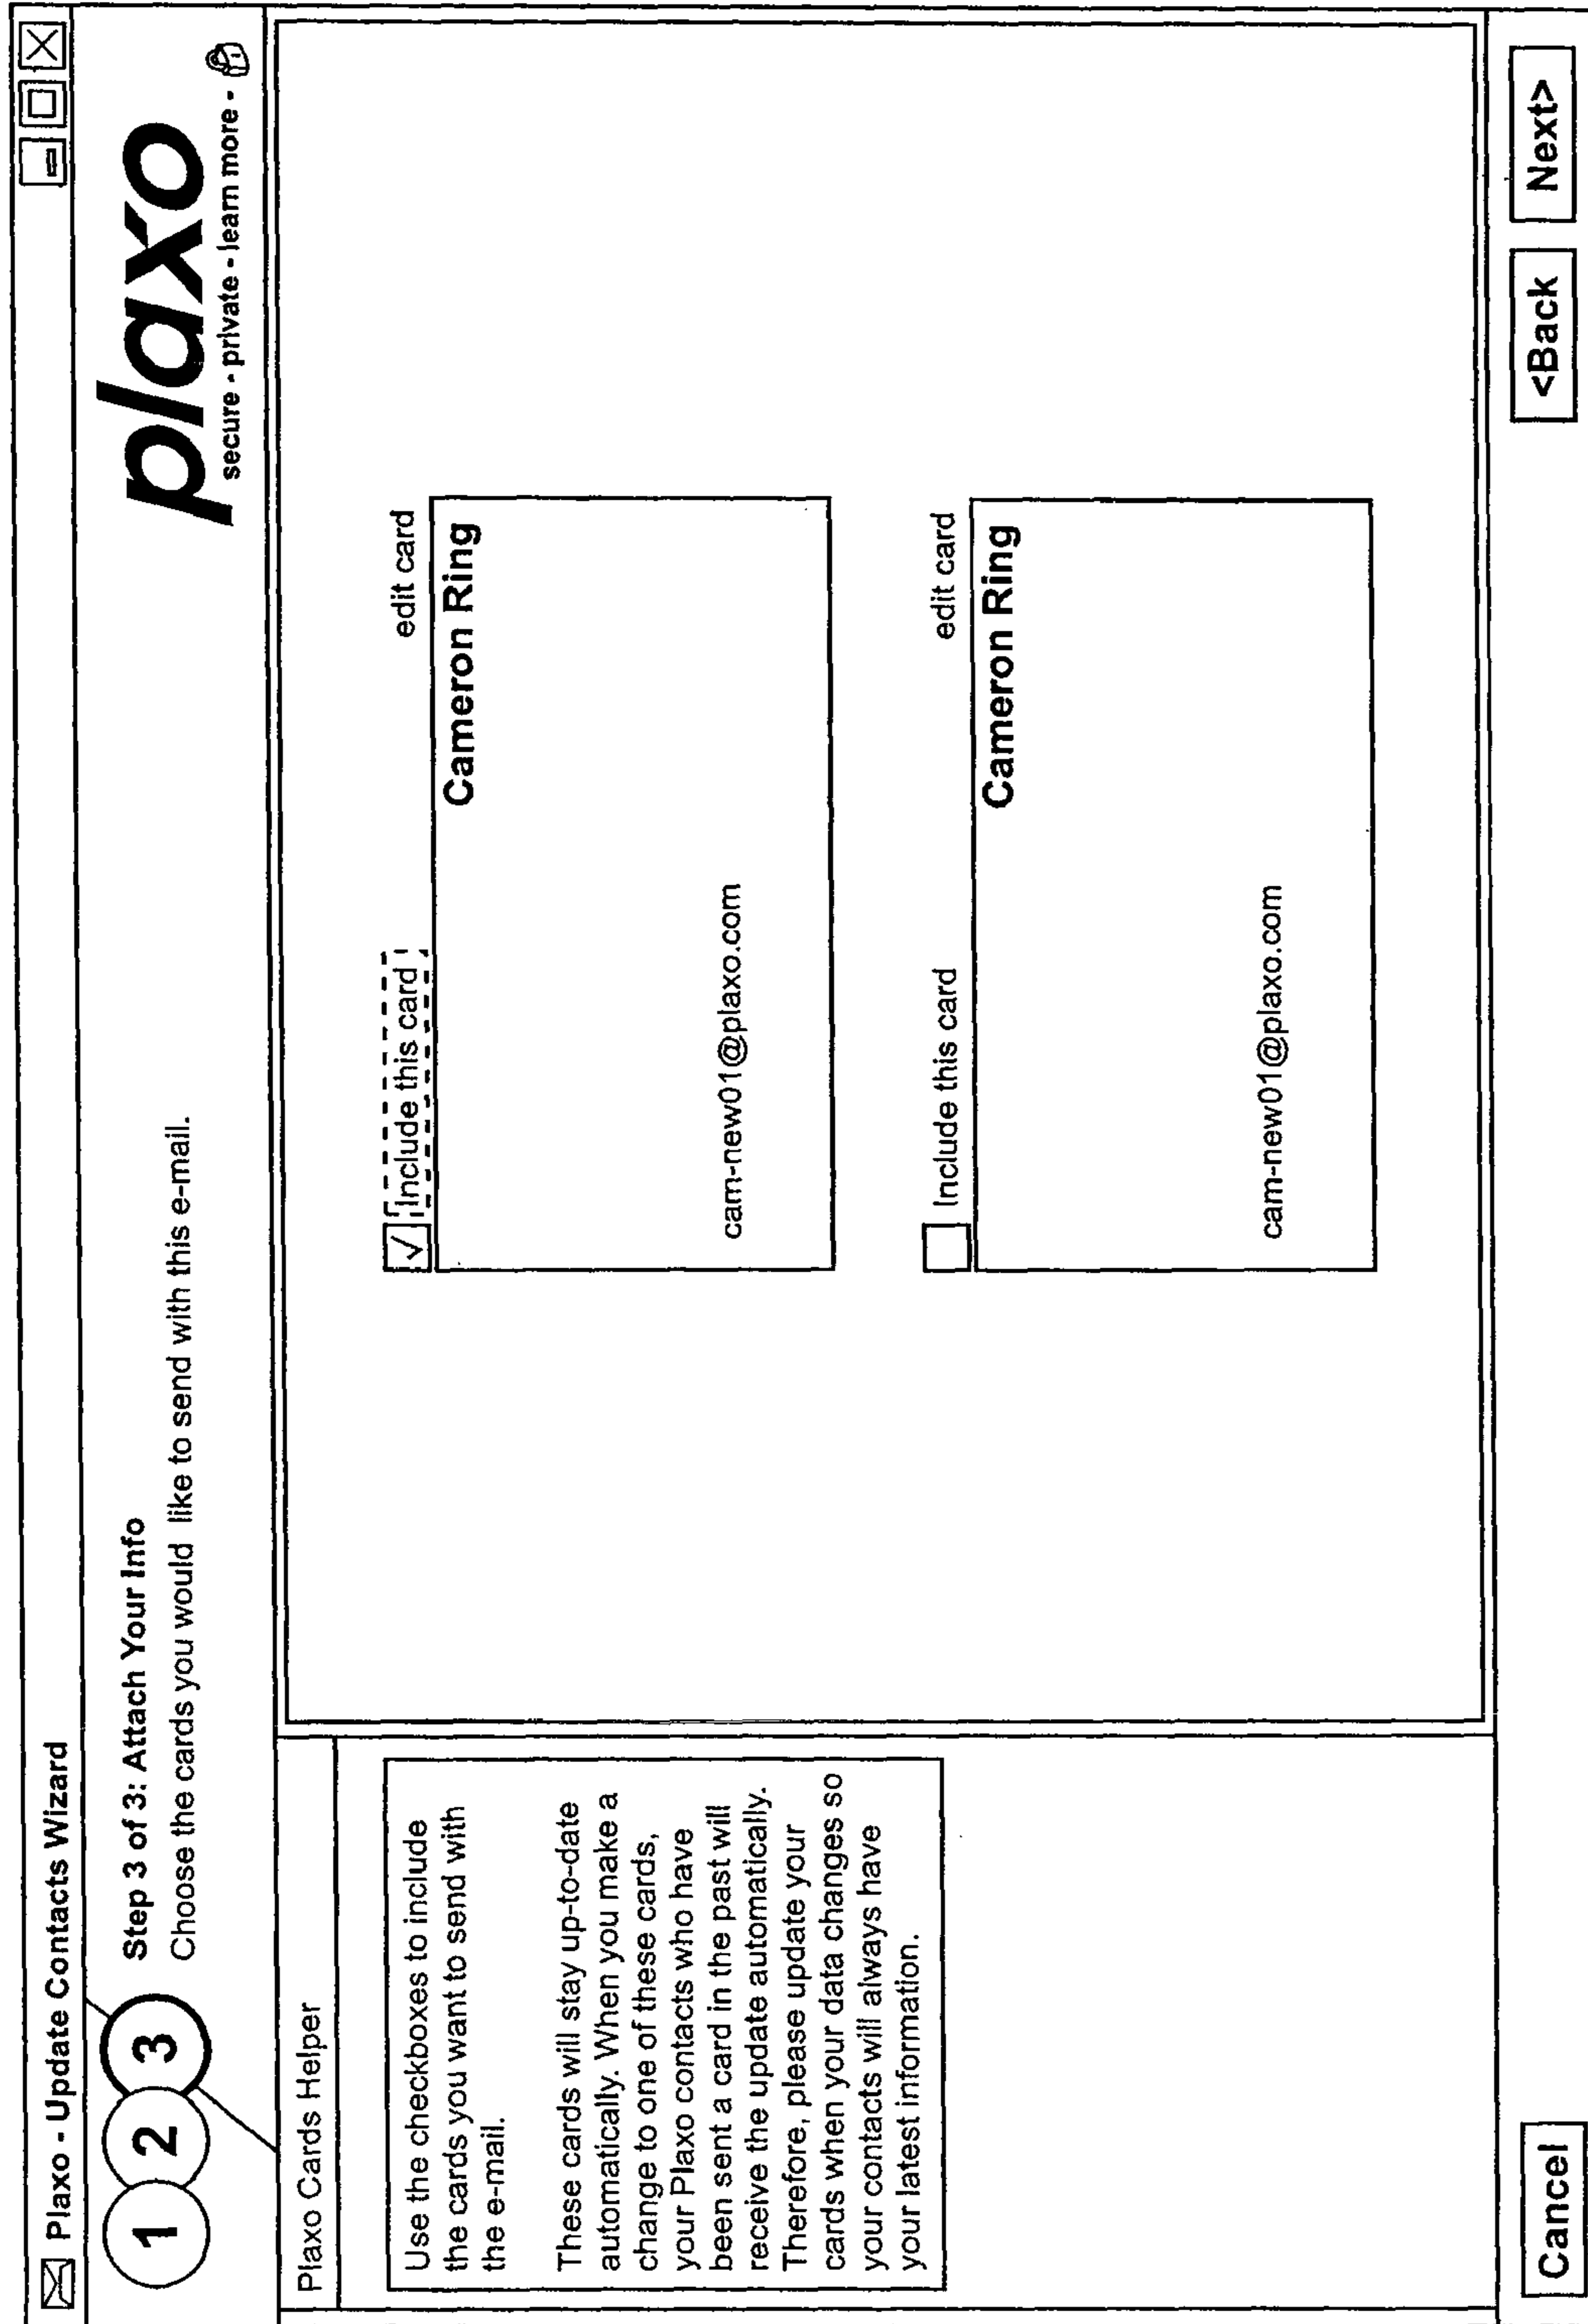 Plaxo - Update Contacts Wizard
1 2 3
Step 3 of 3: Attach Your Info
Choose the cards you would like to send with this e-mail.
plaxo
secure - private - learn more -
Plaxo Cards Helper
Use the checkboxes to include
the cards you want to send with
the e-mail.
These cards will stay up-to-date
automatically. When you make a
change to one of these cards,
your Plaxo contacts who have
been sent a card in the past will
receive the update automatically.
Therefore, please update your
cards when your data changes so
your contacts will always have
your latest information.
Include this card edit card
Cameron Ring
cam-new01@plaxo.com
Include this card edit card
Cameron Ring
cam-new01@plaxo.com
Cancel <Back Next>